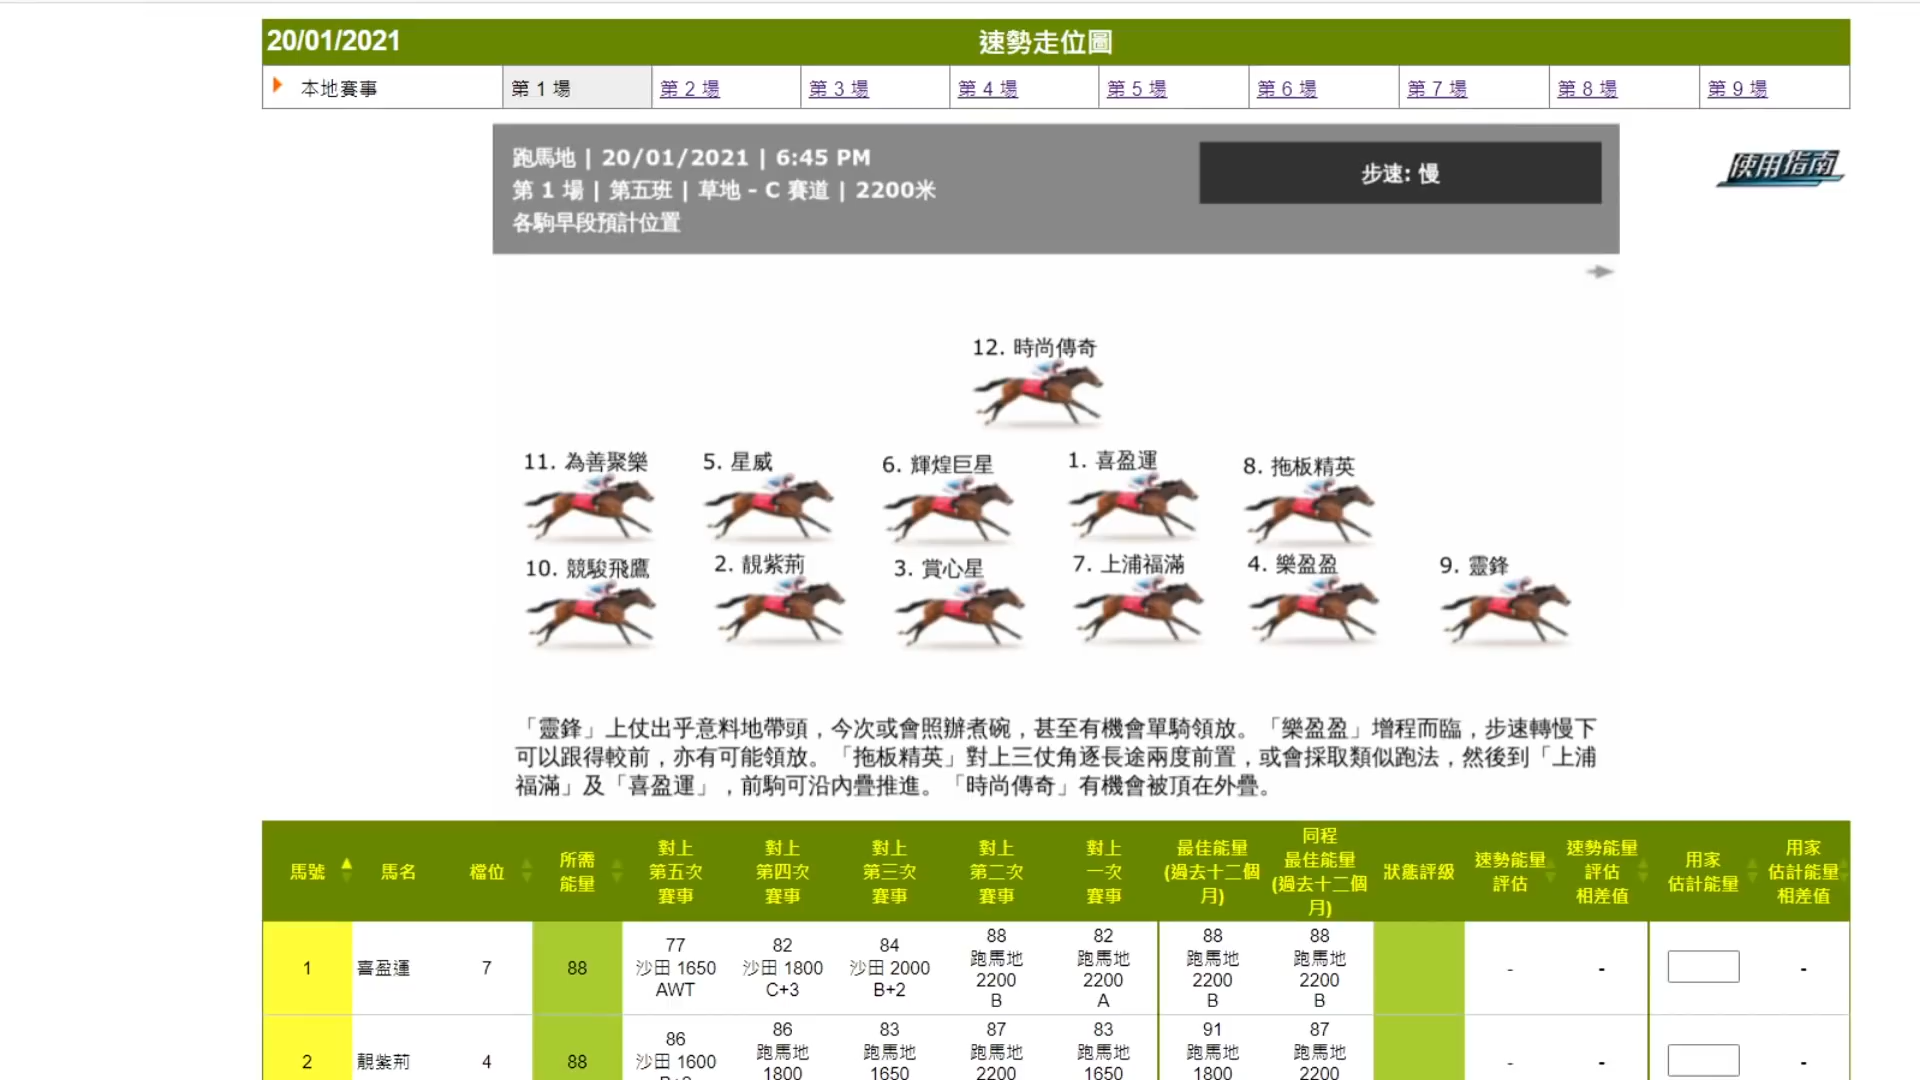 20/01/2021
速勢走位圖
本地賽事
第 1 場
第 2 場
第 3 場
第 4 場
第 5 場
第 6 場
第 7 場
第 8 場
第 9 場
跑馬地 | 20/01/2021 | 6:45 PM
第 1 場 | 第五班 | 草地 - C 賽道 | 2200米
各駒早段預計位置
步速: 慢
使用指南
12. 時尚傳奇
11. 為善聚樂
5. 星威
6. 輝煌巨星
1. 喜盈運
8. 拖板精英
10. 競駿飛鷹
2. 靚紫荊
3. 賞心星
7. 上浦福滿
4. 樂盈盈
9. 靈鋒
「靈鋒」上仗出乎意料地帶頭，今次或會照辦煮碗，甚至有機會單騎領放。「樂盈盈」增程而臨，步速轉慢下
可以跟得較前，亦有可能領放。「拖板精英」對上三仗角逐長途兩度前置，或會採取類似跑法，然後到「上浦
福滿」及「喜盈運」，前駒可沿內疊推進。「時尚傳奇」有機會被頂在外疊。
馬號
馬名
檔位
所需
能量
對上
第五次
賽事
對上
第四次
賽事
對上
第三次
賽事
對上
第二次
賽事
對上
一次
賽事
最佳能量
(過去十二個
月)
同程
最佳能量
(過去十二個
月)
狀態評級
速勢能量
評估
速勢能量
評估
相差值
用家
估計能量
用家
估計能量
相差值
1
喜盈運
7
88
77
沙田 1650
AWT
82
沙田 1800
C+3
84
沙田 2000
B+2
88
跑馬地
2200
B
82
跑馬地
2200
A
88
跑馬地
2200
B
88
跑馬地
2200
B
-
-
-
2
靚紫荊
4
88
86
沙田 1600
86
跑馬地
1800
83
跑馬地
1650
87
跑馬地
2200
83
跑馬地
1650
91
跑馬地
1800
87
跑馬地
2200
-
-
-